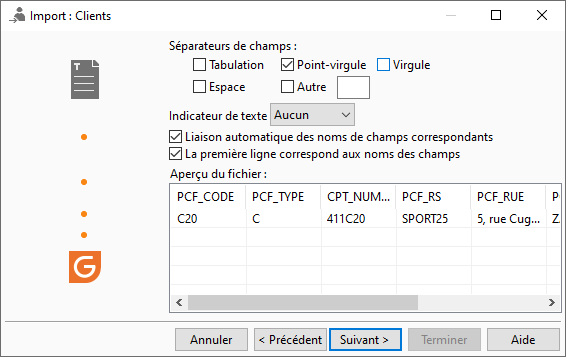 Import : Clients
Séparateurs de champs :
Tabulation Point-virgule Virgule
Espace Autre
Indicateur de texte Aucun
Liaison automatique des noms de champs correspondants
La première ligne correspond aux noms des champs
Aperçu du fichier :
PCF_CODE PCF_TYPE CPT_NUM... PCF_RS PCF_RUE
C20 C 411C20 SPORT25 5, rue Cug... Z
Annuler < Précédent Suivant > Terminer Aide